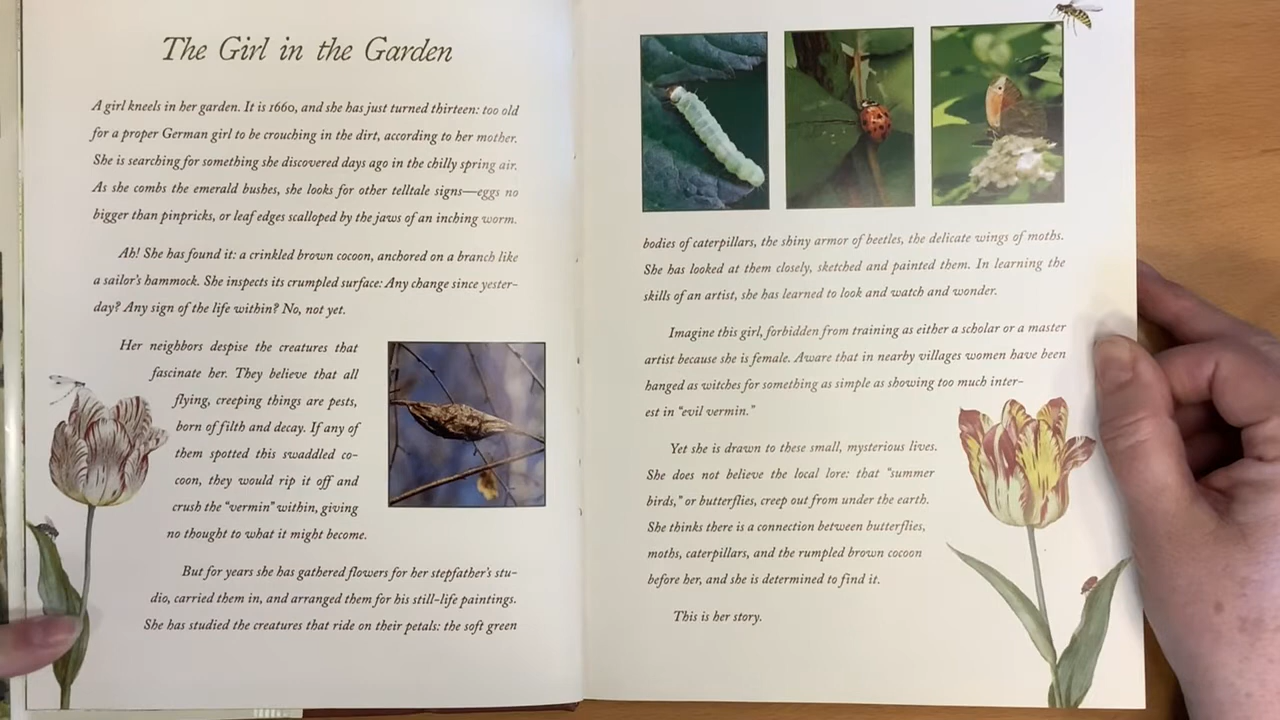 The Girl in the Garden
A girl kneels in her garden. It is 1660, and she has just turned thirteen: too old
for a proper German girl to be crouching in the dirt, according to her mother.
She is searching for something she discovered days ago in the chilly spring air.
As she combs the emerald bushes, she looks for other telltale signs—eggs no
bigger than pinpricks, or leaf edges scalloped by the jaws of an inching worm.
Ah! She has found it: a crinkled brown cocoon, anchored on a branch like
a sailor's hammock. She inspects its crumpled surface: Any change since yester-
day? Any sign of the life within? No, not yet.
Her neighbors despise the creatures that
fascinate her. They believe that all
flying, creeping things are pests,
born of filth and decay. If any of
them spotted this swaddled co-
coon, they would rip it off and
crush the "vermin" within, giving
no thought to what it might become.
But for years she has gathered flowers for her stepfather's stu-
dio, carried them in, and arranged them for his still-life paintings.
She has studied the creatures that ride on their petals: the soft green
bodies of caterpillars, the shiny armor of beetles, the delicate wings of moths.
She has looked at them closely, sketched and painted them. In learning the
skills of an artist, she has learned to look and watch and wonder.
Imagine this girl, forbidden from training as either a scholar or a master
artist because she is female. Aware that in nearby villages women have been
hanged as witches for something as simple as showing too much inter-
est in "evil vermin."
Yet she is drawn to these small, mysterious lives.
She does not believe the local lore: that "summer
birds," or butterflies, creep out from under the earth.
She thinks there is a connection between butterflies,
moths, caterpillars, and the rumpled brown cocoon
before her, and she is determined to find it.
This is her story.